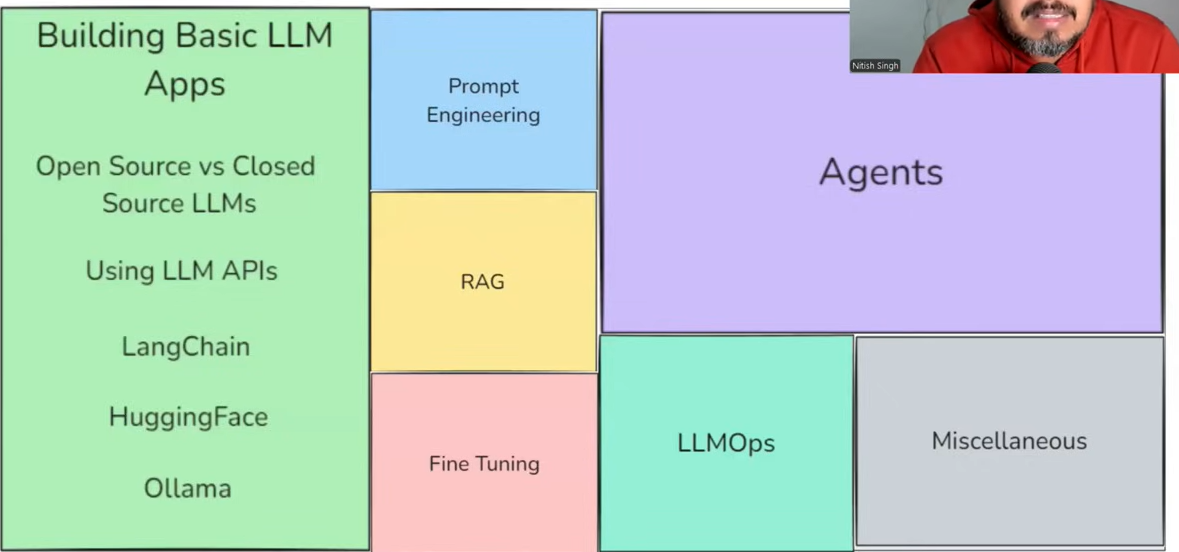 Building Basic LLM
Apps
Open Source vs Closed
Source LLMs
Using LLM APIs
LangChain
HuggingFace
Ollama
Prompt
Engineering
RAG
Fine Tuning
Agents
LLMOps
Miscellaneous
Nitish Singh